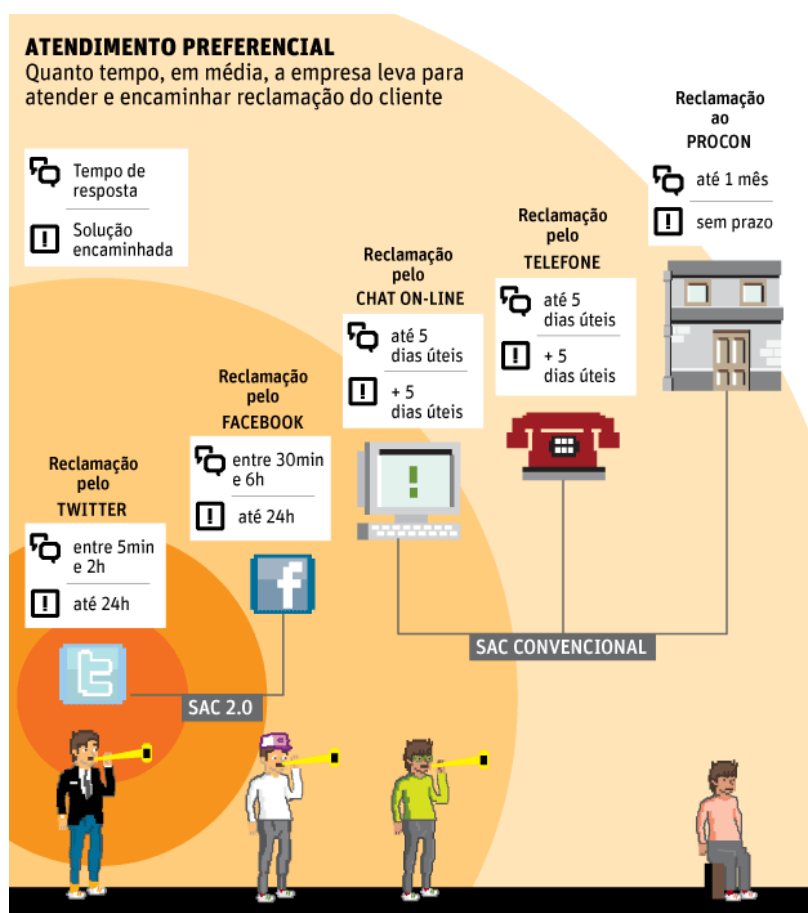 ATENDIMENTO PREFERENCIAL
Quanto tempo, em média, a empresa leva para
atender e encaminhar reclamação do cliente
Tempo de
resposta
Solução
encaminhada
Reclamação
pelo
TWITTER
entre 5min
e 2h
até 24h
Reclamação
pelo
FACEBOOK
entre 30min
e 6h
até 24h
SAC 2.0
Reclamação
pelo
CHAT ON-LINE
até 5
dias úteis
+ 5
dias úteis
Reclamação
pelo
TELEFONE
até 5
dias úteis
+ 5
dias úteis
Reclamação
ao
PROCON
até 1 mês
sem prazo
SAC CONVENCIONAL